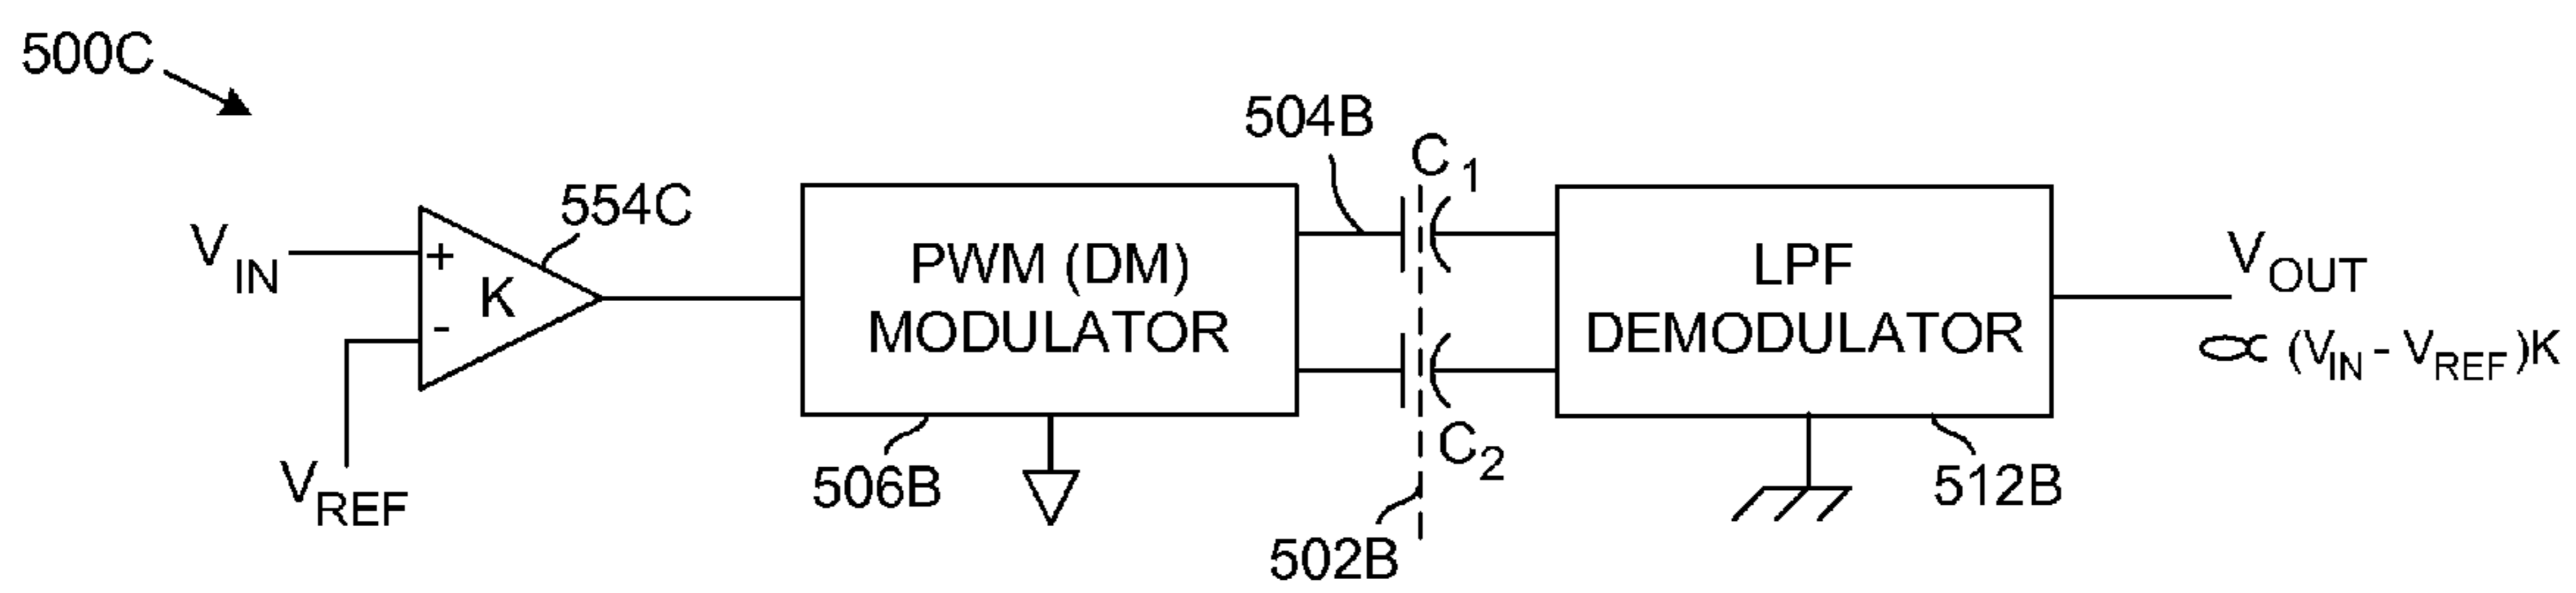 500C
504B
C1
554C
VIN
+
K
-
VREF
PWM (DM)
MODULATOR
LPF
DEMODULATOR
VOUT
∝ (VIN - VREF)K
506B
C2
502B
512B